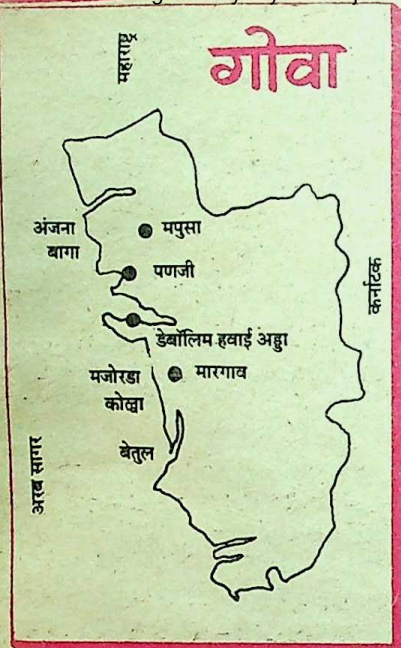 महाराष्ट्र
गोवा
अंजना
बागा
मपुसा
पणजी
कर्नाटक
डेबॉलिम हवाई अड्डा
मजोरडा
कोल्वा
मारगाव
बेतुल
अरब सागर